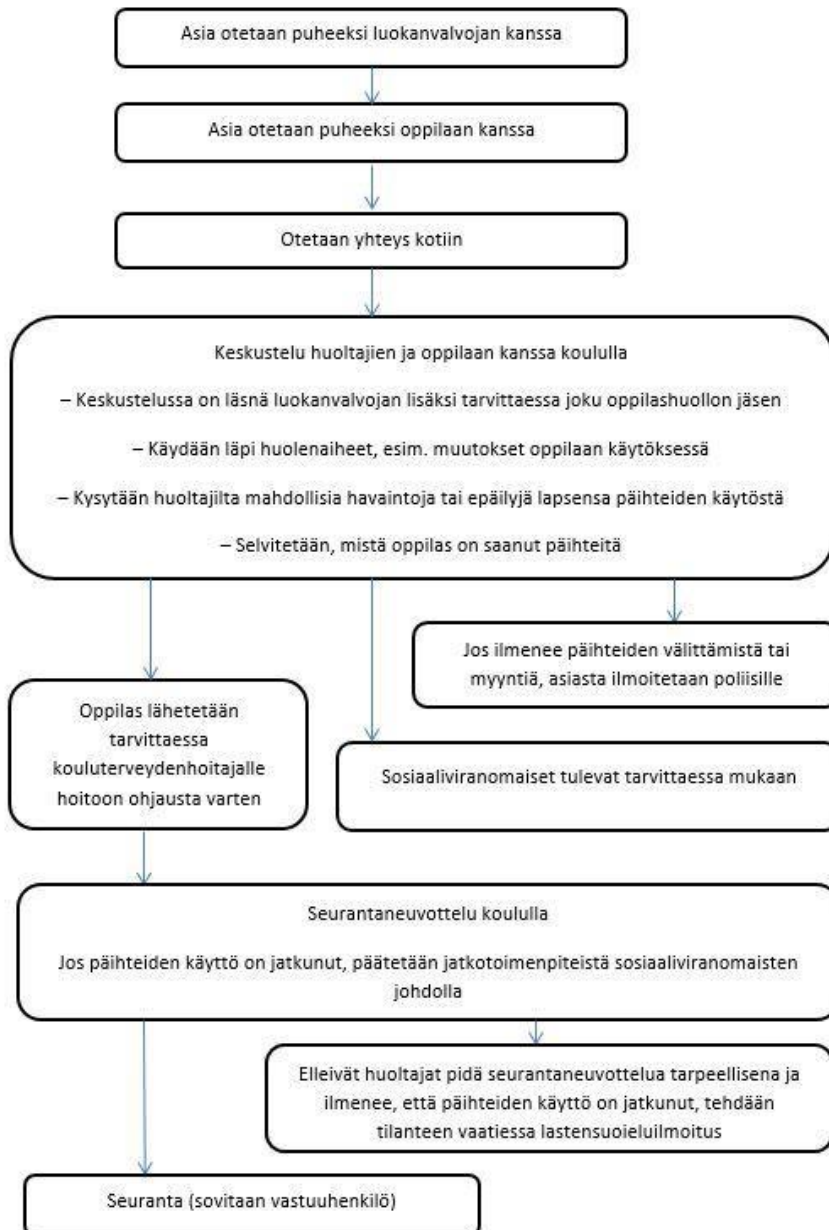 Asia otetaan puheeksi luokanvalvojan kanssa
Asia otetaan puheeksi oppilaan kanssa
Otetaan yhteys kotiin
Keskustelu huoltajien ja oppilaan kanssa koululla
– Keskustelussa on läsnä luokanvalvojan lisäksi tarvittaessa joku oppilashuollon jäsen
– Käydään läpi huolenaiheet, esim. muutokset oppilaan käytöksessä
– Kysytään huoltajilta mahdollisia havaintoja tai epäilyjä lapsensa päihteiden käytöstä
– Selvitetään, mistä oppilas on saanut päihteitä
Jos ilmenee päihteiden välittämistä tai
myyntiä, asiasta ilmoitetaan poliisille
Oppilas lähetetään
tarvittaessa
kouluterveydenhoitajalle
hoitoon ohjausta varten
Sosiaaliviranomaiset tulevat tarvittaessa mukaan
Seurantaneuvottelu koululla
Jos päihteiden käyttö on jatkunut, päätetään jatkotoimenpiteistä sosiaaliviranomaisten
johdolla
Elleivät huoltajat pidä seurantaneuvottelua tarpeellisena ja
ilmenee, että päihteiden käyttö on jatkunut, tehdään
tilanteen vaatiessa lastensuoieluilmoitus
Seuranta (sovitaan vastuuhenkilö)